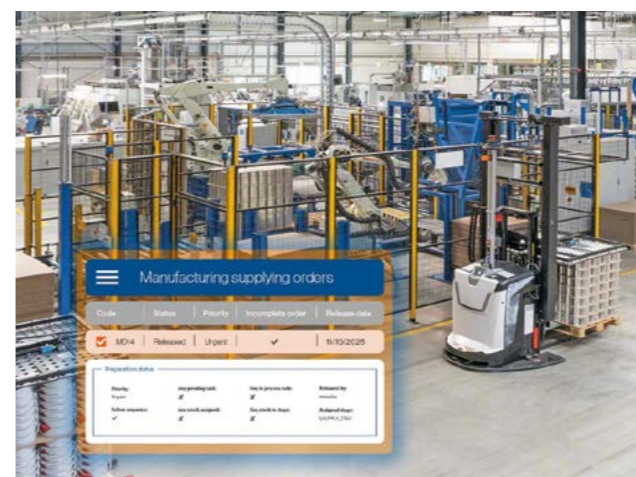 Manufacturing supplying orders
Code Status Priority Incomplete order Release date
MO14 Released Urgent ✓ 11/10/2025
Preparation status
Priority: Any pending task: Any in process task: Released by:
Urgent
Follow sequence: Any stock assigned: Any stock in stage: Assigned stage: